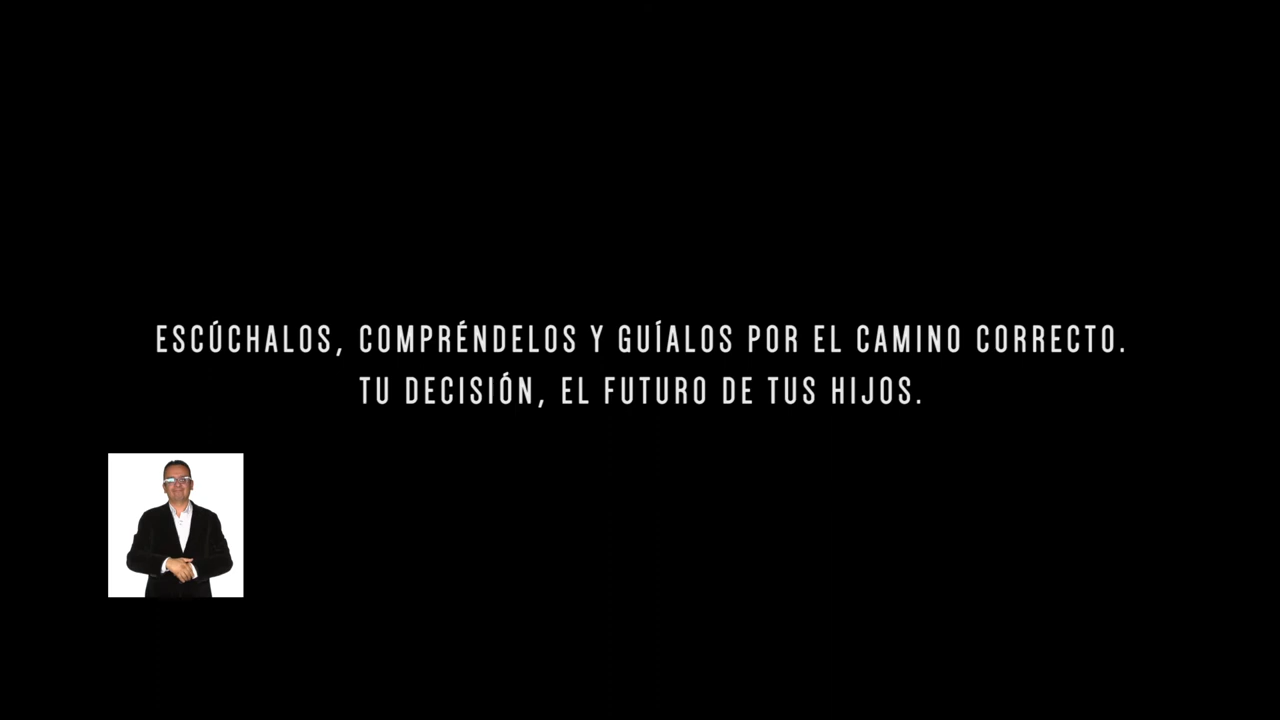 ESCÚCHALOS, COMPRÉNDELOS Y GUÍALOS POR EL CAMINO CORRECTO.
TU DECISIÓN, EL FUTURO DE TUS HIJOS.